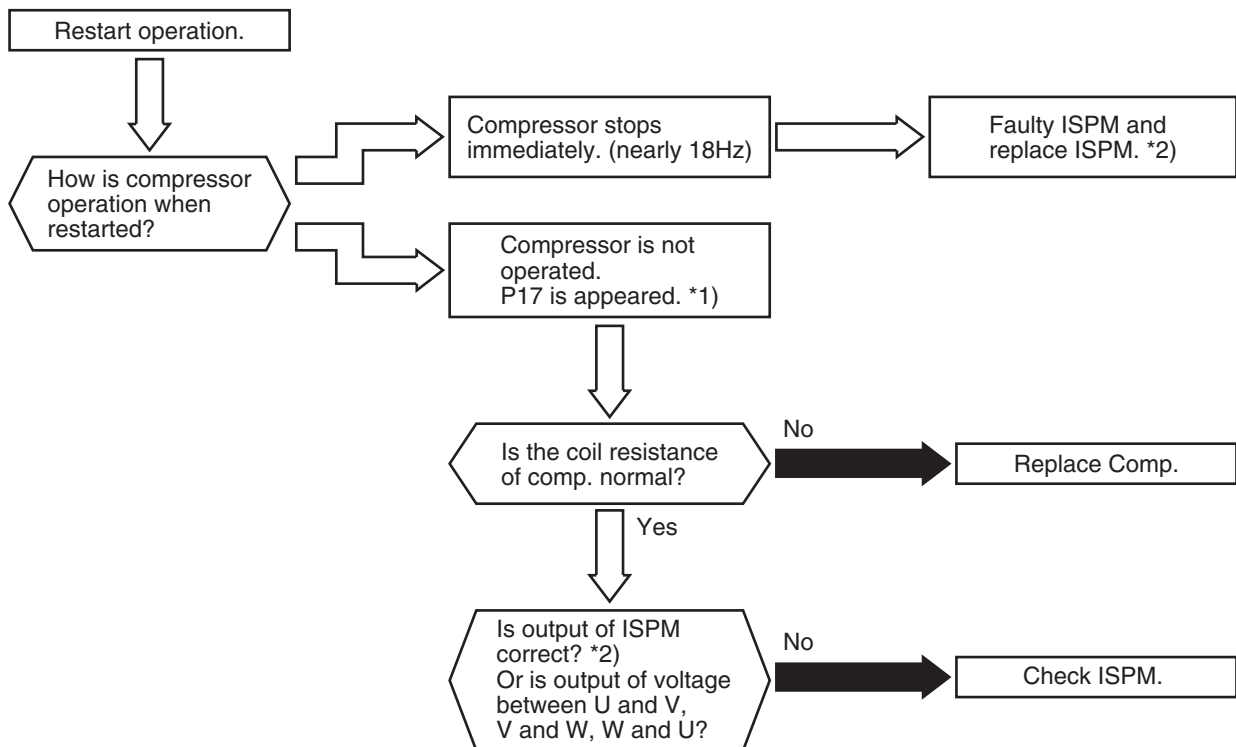 Restart operation.
How is compressor
operation when
restarted?
Compressor stops
immediately. (nearly 18Hz)
Faulty ISPM and
replace ISPM. *2)
Compressor is not
operated.
P17 is appeared. *1)
Is the coil resistance
of comp. normal?
No
Replace Comp.
Yes
Is output of ISPM
correct? *2)
Or is output of voltage
between U and V,
V and W, W and U?
No
Check ISPM.